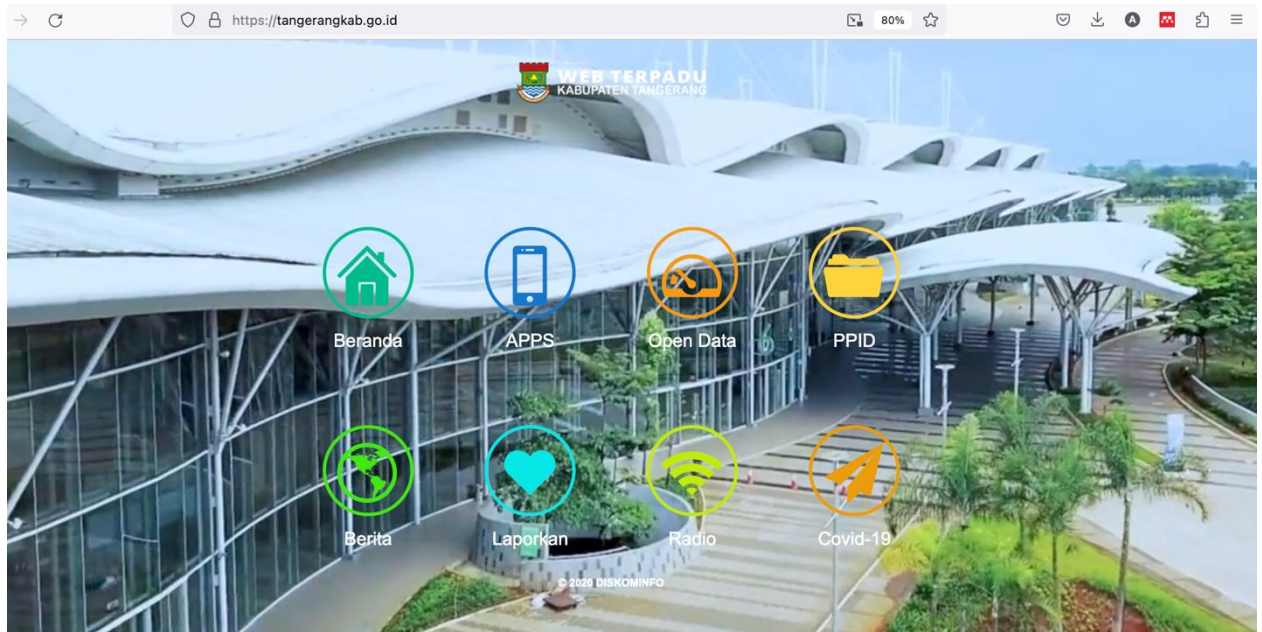 https://tangerangkab.go.id
80%
WEB TERPADU
KABUPATEN TANGERANG
Beranda
APPS
Open Data
PPID
Berita
Laporkan
Radio
Covid-19
© 2020 DISKOMINFO